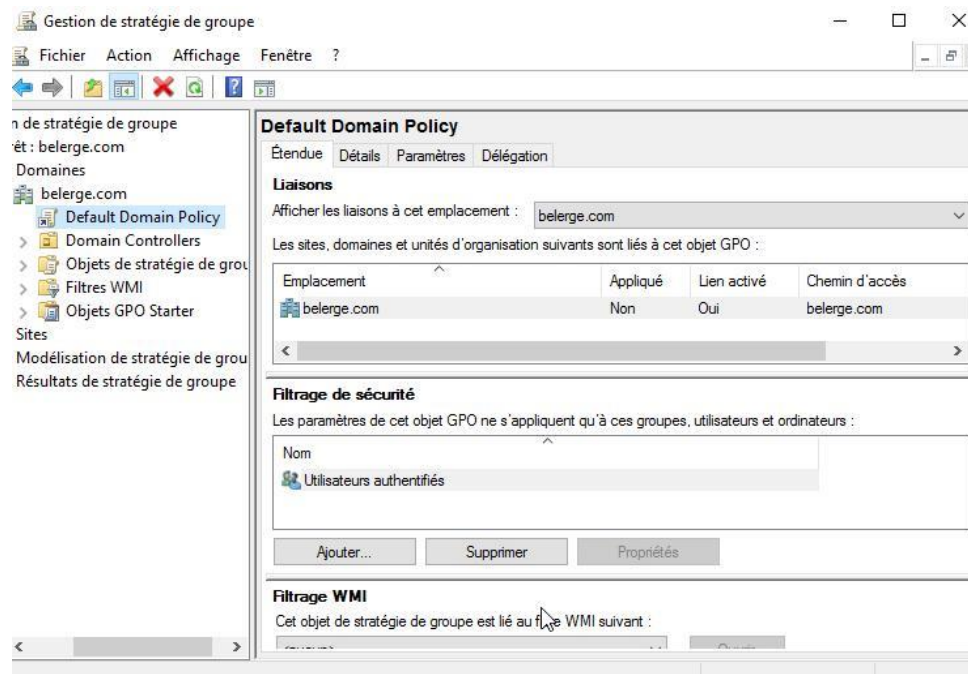 Gestion de stratégie de groupe
Fichier Action Affichage Fenêtre ?
n de stratégie de groupe
êt : belerge.com
Domaines
belerge.com
Default Domain Policy
Domain Controllers
Objets de stratégie de grou
Filtres WMI
Objets GPO Starter
Sites
Modélisation de stratégie de grou
Résultats de stratégie de groupe
Default Domain Policy
Étendue Détails Paramètres Délégation
Liaisons
Afficher les liaisons à cet emplacement : belerge.com
Les sites, domaines et unités d'organisation suivants sont liés à cet objet GPO :
Emplacement Appliqué Lien activé Chemin d'accès
belerge.com Non Oui belerge.com
Filtrage de sécurité
Les paramètres de cet objet GPO ne s'appliquent qu'à ces groupes, utilisateurs et ordinateurs :
Nom
Utilisateurs authentifiés
Ajouter... Supprimer Propriétés
Filtrage WMI
Cet objet de stratégie de groupe est lié au WMI suivant :